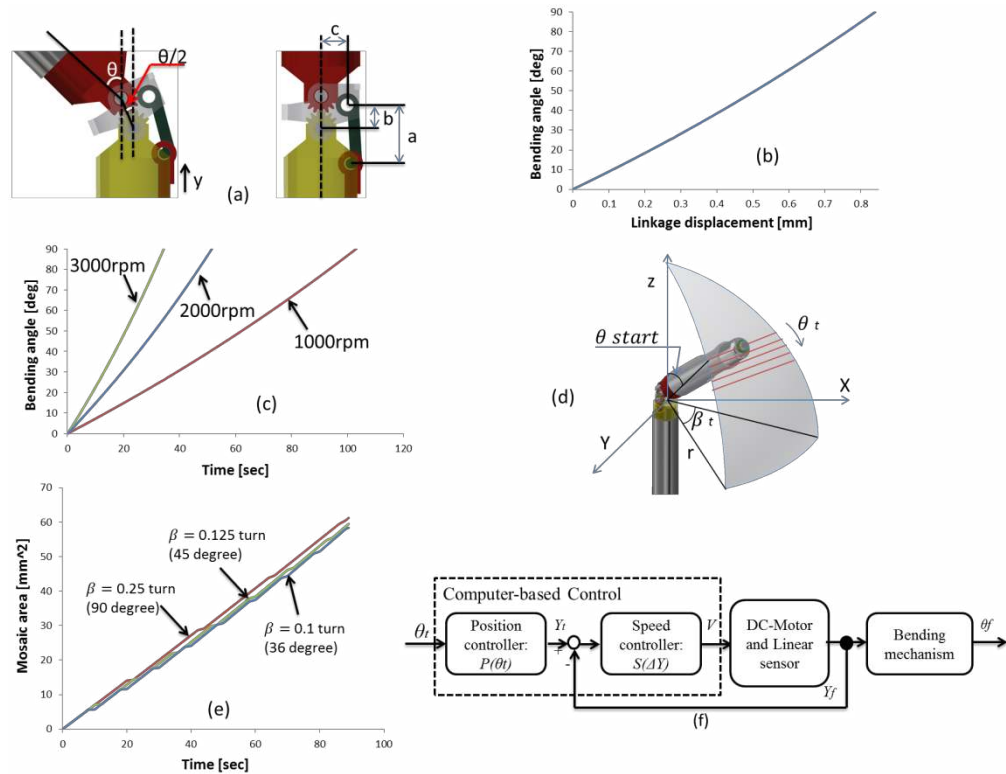 θ
θ/2
y
(a)
c
b
a
Bending angle [deg]
90
80
70
60
50
40
30
20
10
0
0 0.1 0.2 0.3 0.4 0.5 0.6 0.7 0.8
Linkage displacement [mm]
(b)
Bending angle [deg]
90
80
70
60
50
40
30
20
10
0
3000rpm
2000rpm
1000rpm
(c)
0 20 40 60 80 100 120
Time [sec]
z
θ t
θ start
X
(d)
β t
Y
r
Mosaic area [mm^2]
70
60
50
40
30
20
10
0
β = 0.125 turn
(45 degree)
β = 0.25 turn
(90 degree)
β = 0.1 turn
(36 degree)
(e)
0 20 40 60 80 100
Time [sec]
Computer-based Control
θt
Position
controller:
P(θt)
Yt
+
-
Speed
controller:
S(ΔY)
V
DC-Motor
and Linear
sensor
Yf
Bending
mechanism
θf
(f)